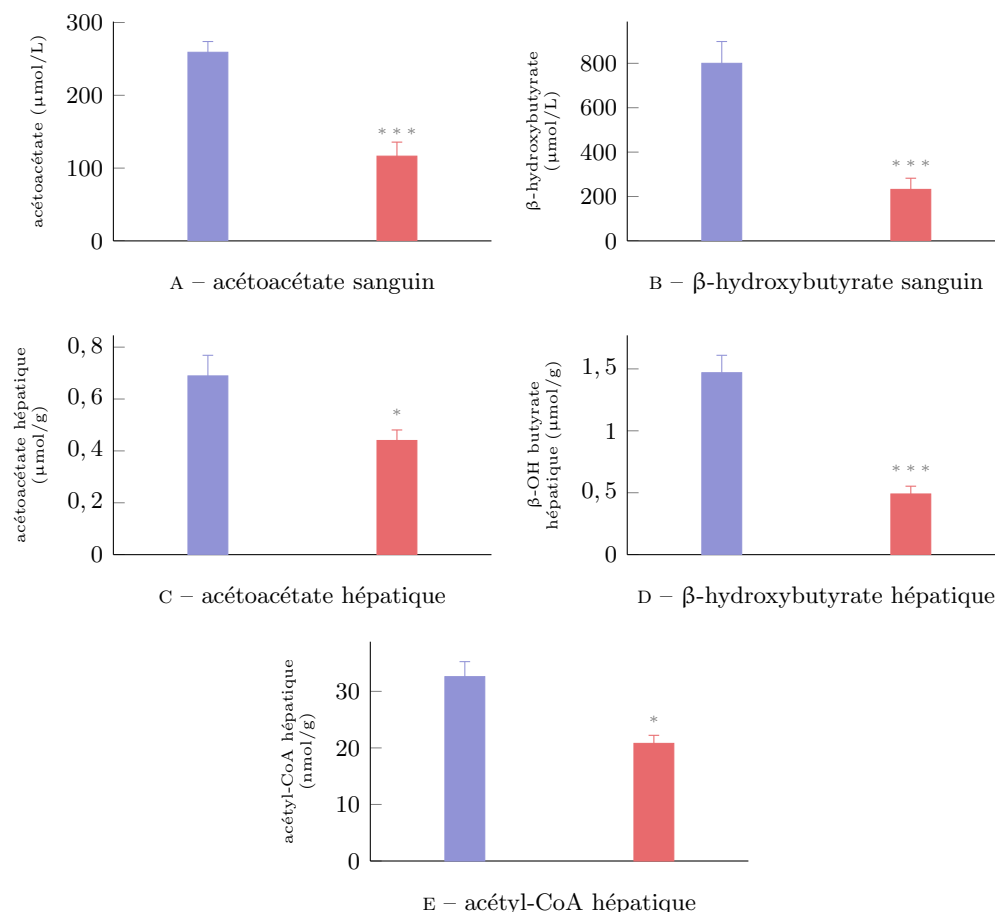 acétoacétate (µmol/L)
300
200
100
0
***
A – acétoacétate sanguin
β-hydroxybutyrate
(µmol/L)
800
600
400
200
0
***
B – β-hydroxybutyrate sanguin
acétoacétate hépatique
(µmol/g)
0,8
0,6
0,4
0,2
0
*
C – acétoacétate hépatique
β-OH butyrate
hépatique (µmol/g)
1,5
1
0,5
0
***
D – β-hydroxybutyrate hépatique
acétyl-CoA hépatique
(nmol/g)
30
20
10
0
*
E – acétyl-CoA hépatique